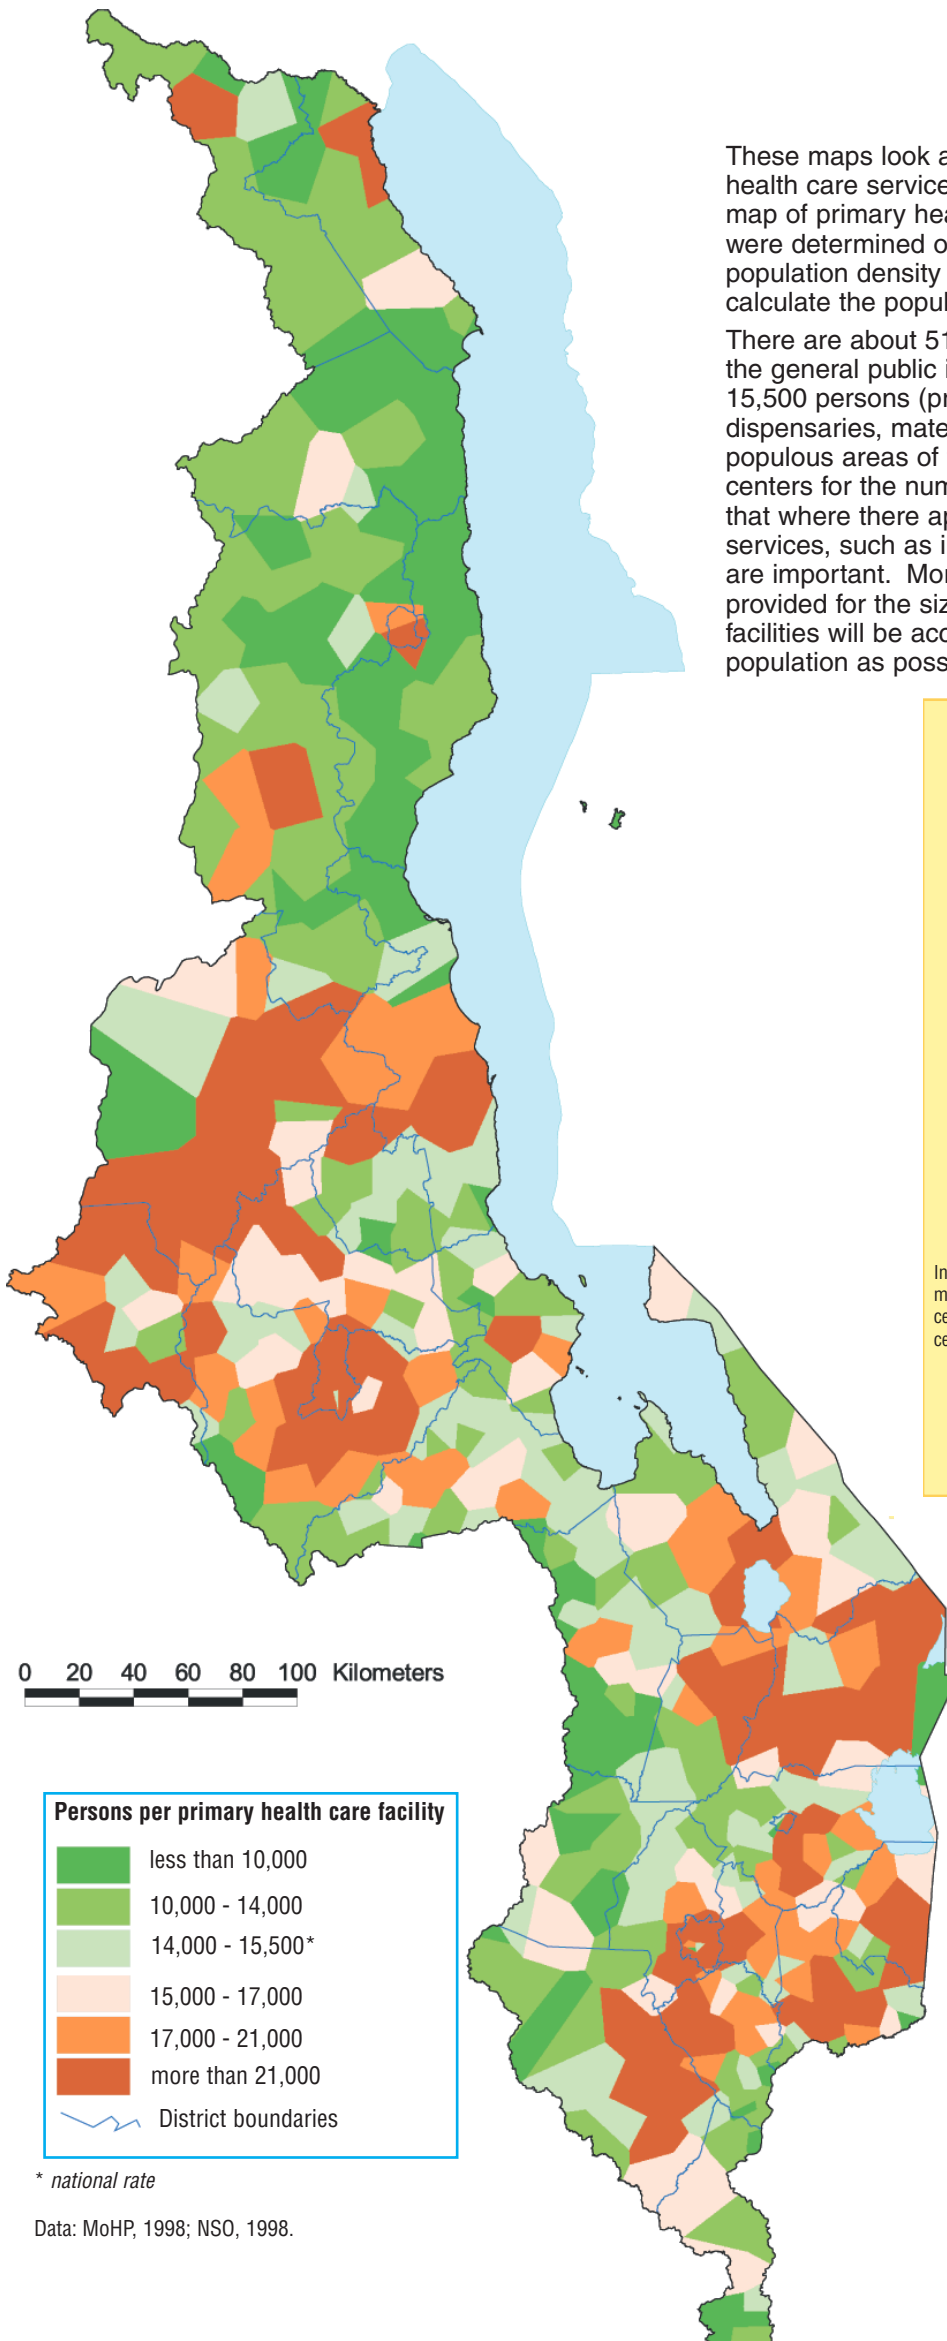 These maps look a
health care service
map of primary hea
were determined o
population density
calculate the popul
There are about 51
the general public i
15,500 persons (pr
dispensaries, mate
populous areas of
centers for the num
that where there ap
services, such as i
are important.  Mor
provided for the siz
facilities will be acc
population as poss
In
m
ce
ce
0 20 40 60 80 100 Kilometers
Persons per primary health care facility
less than 10,000
10,000 - 14,000
14,000 - 15,500*
15,000 - 17,000
17,000 - 21,000
more than 21,000
District boundaries
* national rate
Data: MoHP, 1998; NSO, 1998.